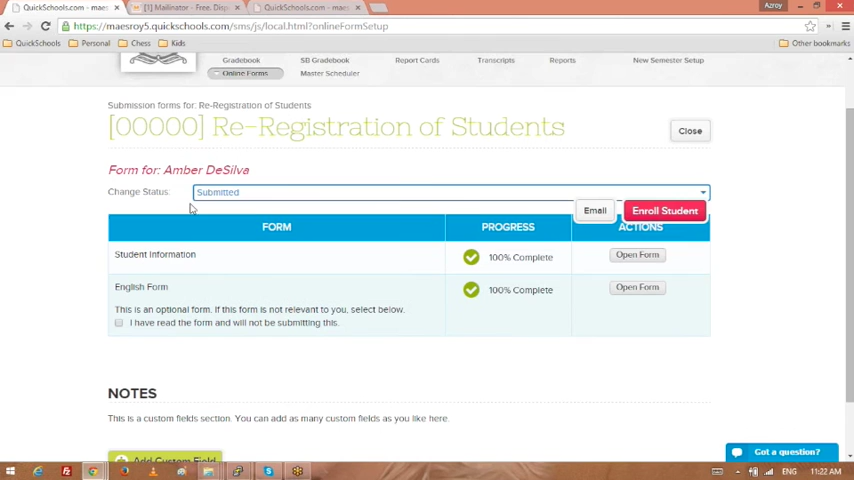 QuickSchools.com - maes
[1] Mailinator - Free, Disp
QuickSchools.com - maes
Azroy
https://maesroy5.quickschools.com/sms/js/local.html?onlineFormSetup
QuickSchools
Personal
Chess
Kids
Other bookmarks
Gradebook
SB Gradebook
Report Cards
Transcripts
Reports
New Semester Setup
Online Forms
Master Scheduler
Submission forms for: Re-Registration of Students
[00000] Re-Registration of Students
Close
Form for: Amber DeSilva
Change Status:
Submitted
Email
Enroll Student
FORM
PROGRESS
ACTIONS
Student Information
100% Complete
Open Form
English Form
100% Complete
Open Form
This is an optional form. If this form is not relevant to you, select below.
I have read the form and will not be submitting this.
NOTES
This is a custom fields section. You can add as many custom fields as you like here.
Add Custom Field
Got a question?
ENG
11:22 AM